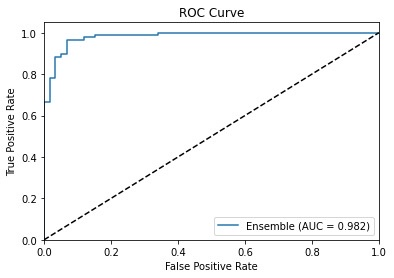 ROC Curve
1.0
0.8
0.6
0.4
0.2
0.0
True Positive Rate
Ensemble (AUC = 0.982)
0.0 0.2 0.4 0.6 0.8 1.0
False Positive Rate